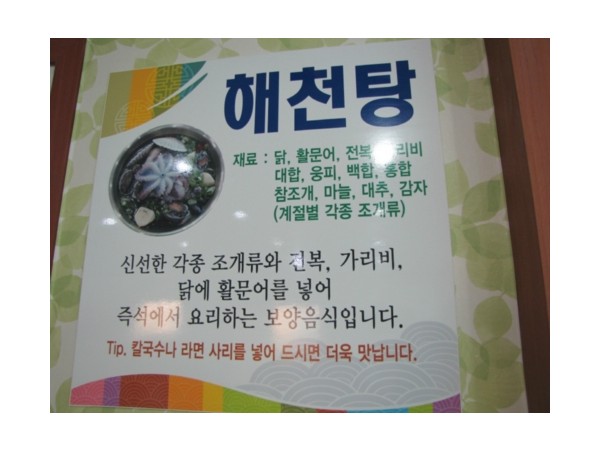 해천탕
재료 : 닭, 활문어, 전복, 가리비
대합, 웅피, 백합, 홍합
참조개, 마늘, 대추, 감자
(계절별 각종 조개류)
신선한 각종 조개류와 전복, 가리비,
닭에 활문어를 넣어
즉석에서 요리하는 보양음식입니다.
Tip. 칼국수나 라면 사리를 넣어 드시면 더욱 맛납니다.